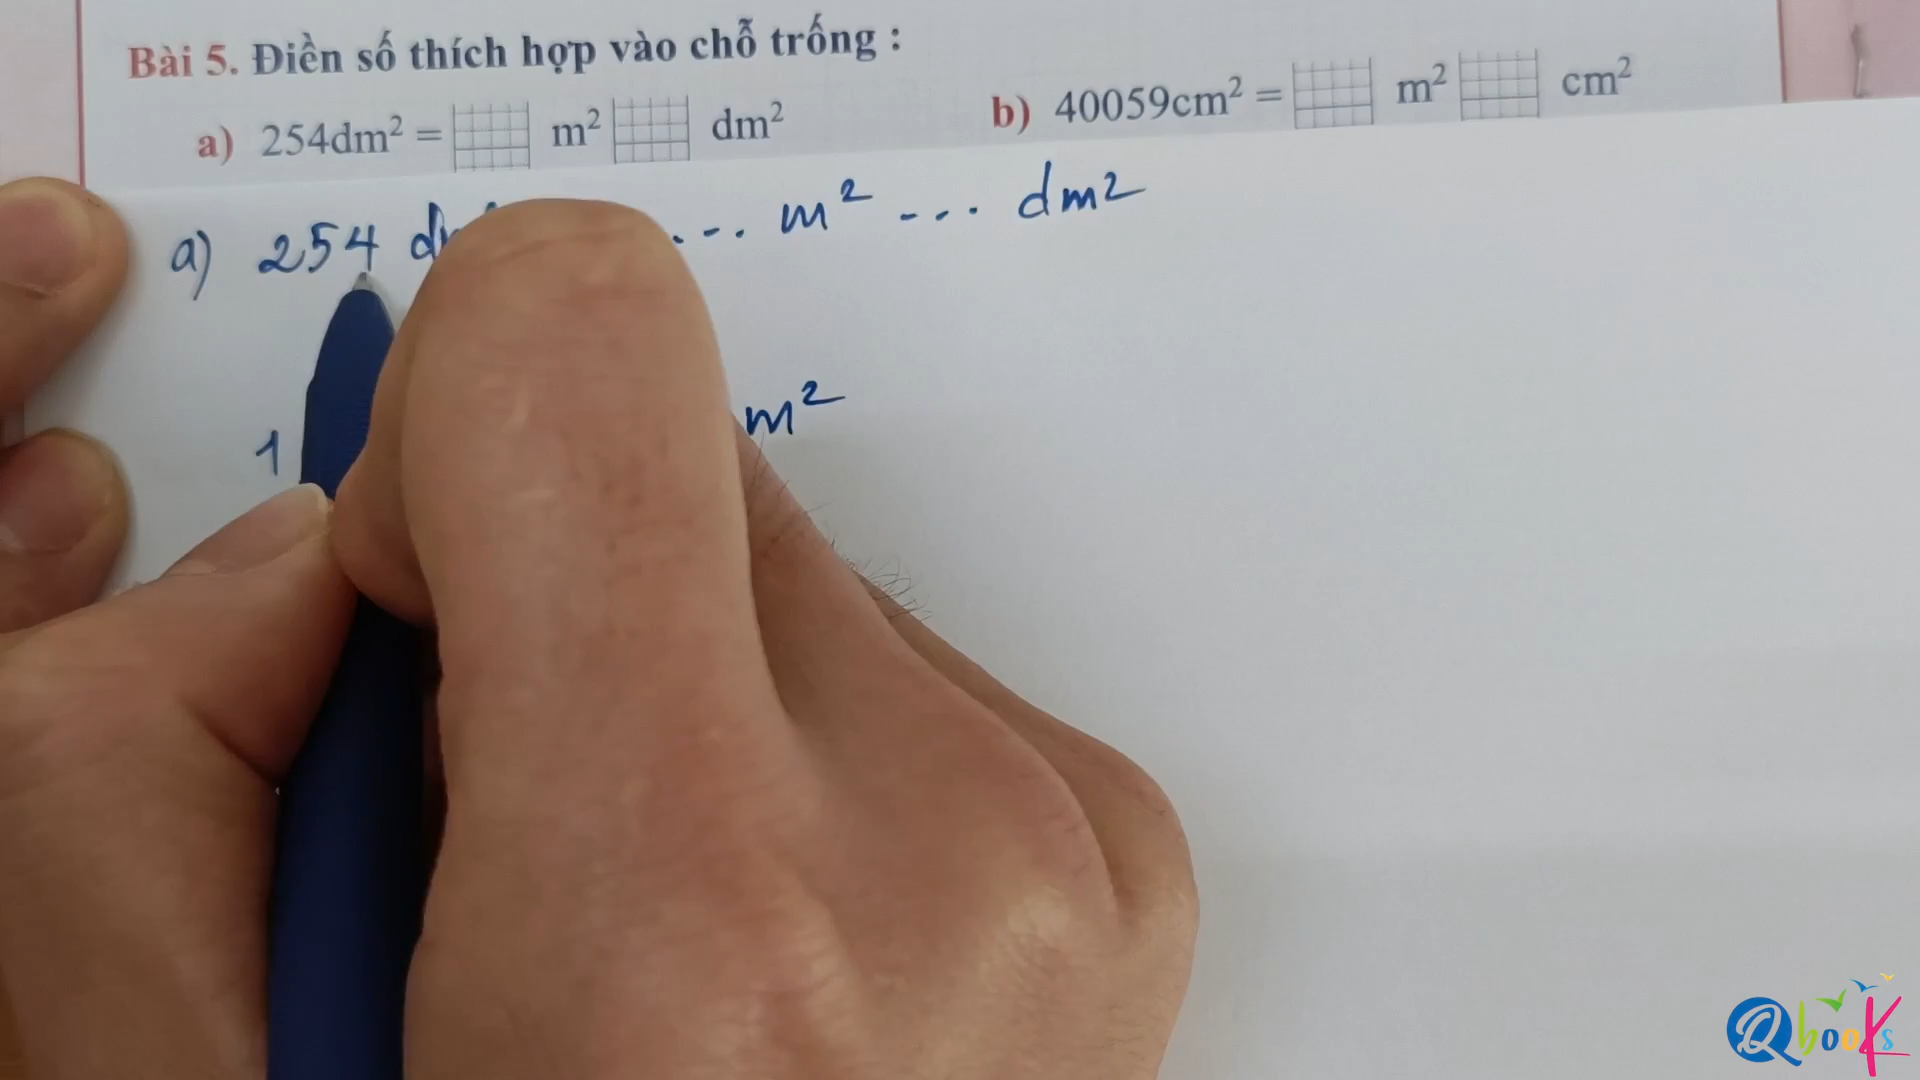 Bài 5. Điền số thích hợp vào chỗ trống :
a) 254dm² = m² dm²
b) 40059cm² = m² cm²
a) 254 ... m² ... dm2
1 m²
Qbooks